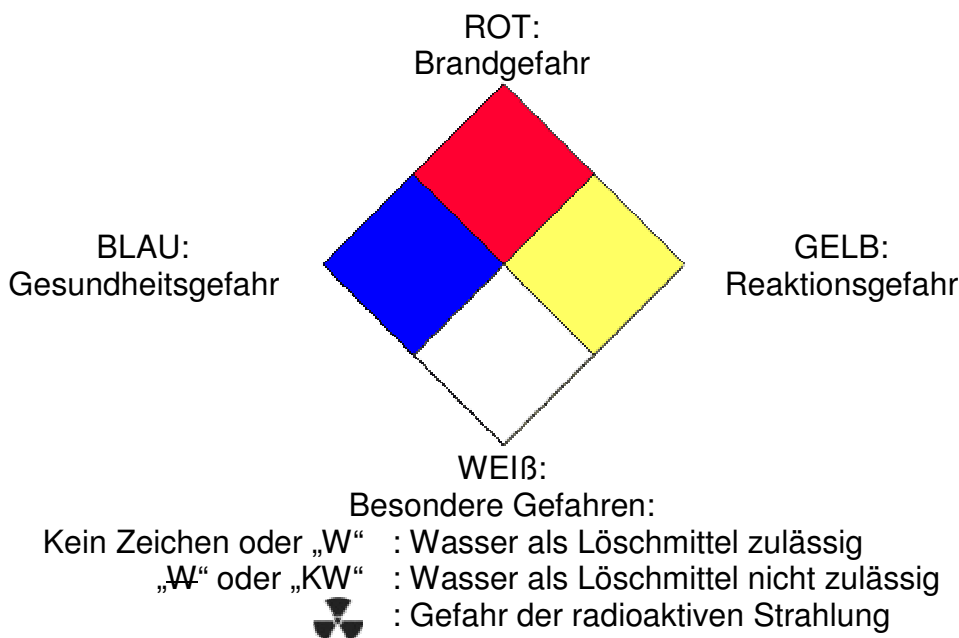 ROT:
Brandgefahr
BLAU:
Gesundheitsgefahr
GELB:
Reaktionsgefahr
WEIß:
Besondere Gefahren:
Kein Zeichen oder „W“ : Wasser als Löschmittel zulässig
„W̶“ oder „KW“ : Wasser als Löschmittel nicht zulässig
: Gefahr der radioaktiven Strahlung